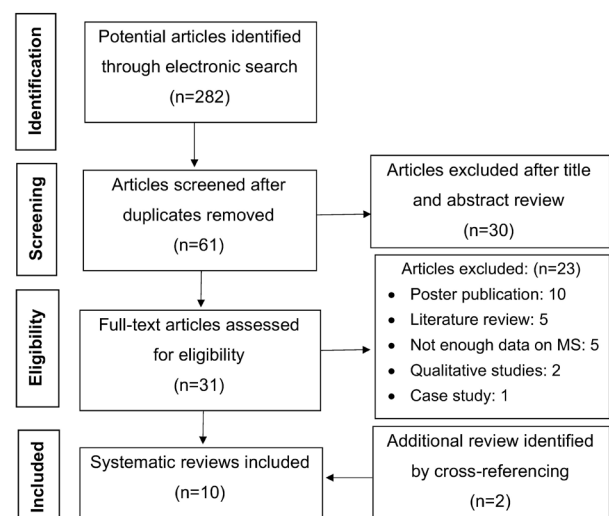 Identification
Potential articles identified
through electronic search
(n=282)
Screening
Articles screened after
duplicates removed
(n=61)
Articles excluded after title
and abstract review
(n=30)
Eligibility
Full-text articles assessed
for eligibility
(n=31)
Articles excluded: (n=23)
• Poster publication: 10
• Literature review: 5
• Not enough data on MS: 5
• Qualitative studies: 2
• Case study: 1
Included
Systematic reviews included
(n=10)
Additional review identified
by cross-referencing
(n=2)